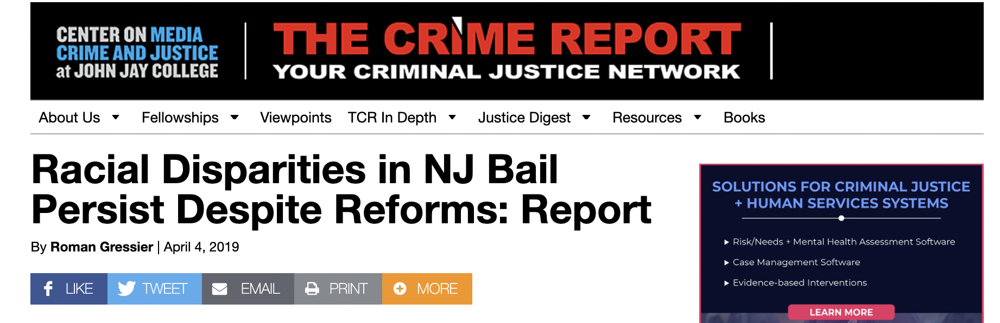 CENTER ON MEDIA
CRIME AND JUSTICE
at JOHN JAY COLLEGE
THE CRIME REPORT
YOUR CRIMINAL JUSTICE NETWORK
About Us Fellowships Viewpoints TCR In Depth Justice Digest Resources Books
Racial Disparities in NJ Bail
Persist Despite Reforms: Report
By Roman Gressier | April 4, 2019
LIKE TWEET EMAIL PRINT MORE
SOLUTIONS FOR CRIMINAL JUSTICE
+ HUMAN SERVICES SYSTEMS
Risk/Needs + Mental Health Assessment Software
Case Management Software
Evidence-based Interventions
LEARN MORE